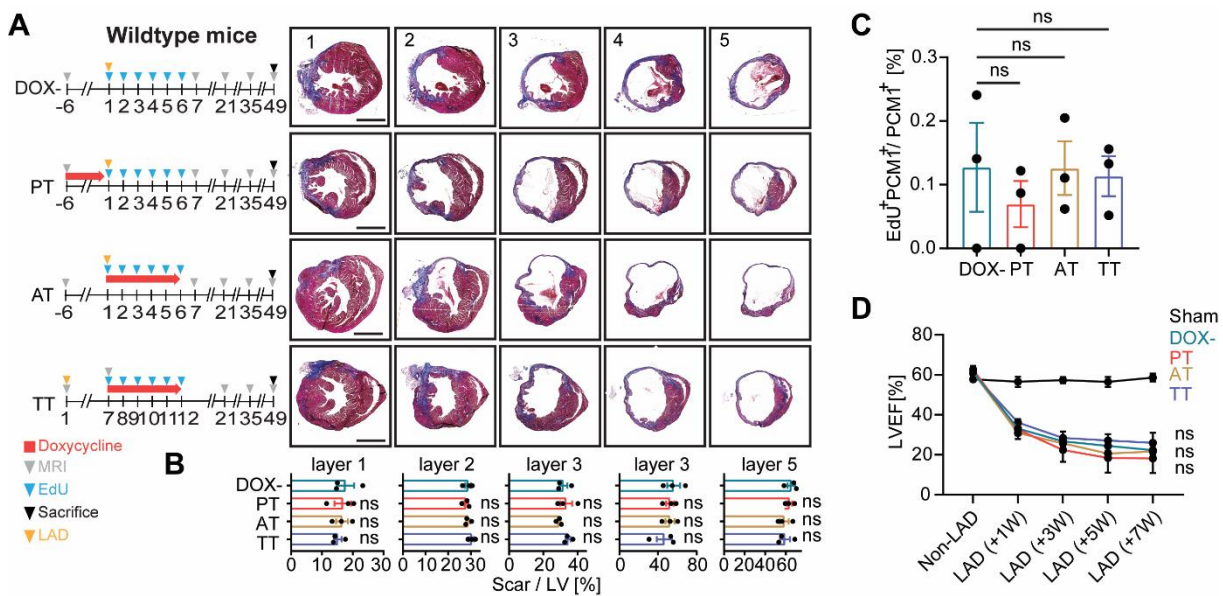 A
Wildtype mice
1
2
3
4
5
DOX-
-6 1 2 3 4 5 6 7 21 35 49
PT
-6 1 2 3 4 5 6 7 21 35 49
AT
-6 1 2 3 4 5 6 7 21 35 49
TT
1 7 8 9 10 11 12 21 35 49
Doxycycline
MRI
EdU
Sacrifice
LAD
B
layer 1
layer 2
layer 3
layer 3
layer 5
DOX-
PT ns ns ns ns ns
AT ns ns ns ns ns
TT ns ns ns ns ns
0 10 20 30
0 10 20 30
0 20 40 60
0 40 80
0 20 40 60
Scar / LV [%]
C
ns
ns
ns
EdU+PCM1+/ PCM1+ [%]
0.3
0.2
0.1
0.0
DOX- PT AT TT
D
Sham
DOX-
PT
AT
TT
LVEF[%]
80
60
40
20
0
ns
ns
ns
Non-LAD
LAD (+1W)
LAD (+3W)
LAD (+5W)
LAD (+7W)